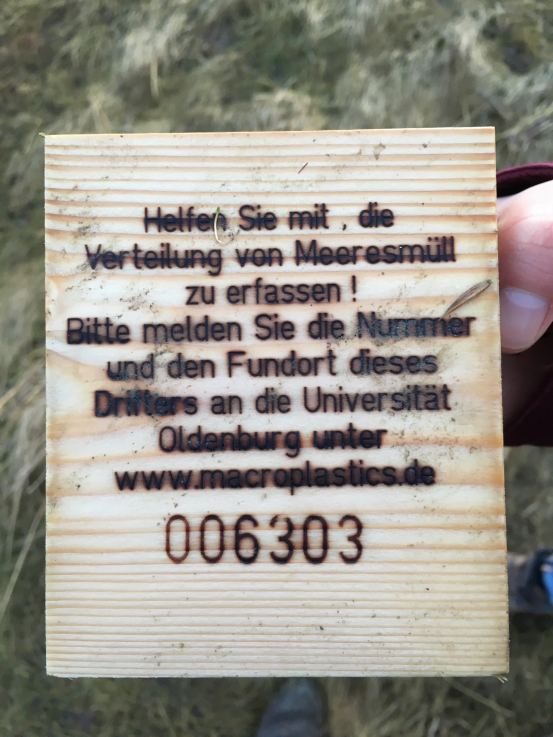 Helfen Sie mit , die
Verteilung von Meeresmüll
zu erfassen !
Bitte melden Sie die Nummer
und den Fundort dieses
Drifters an die Universität
Oldenburg unter
www.macroplastics.de
006303